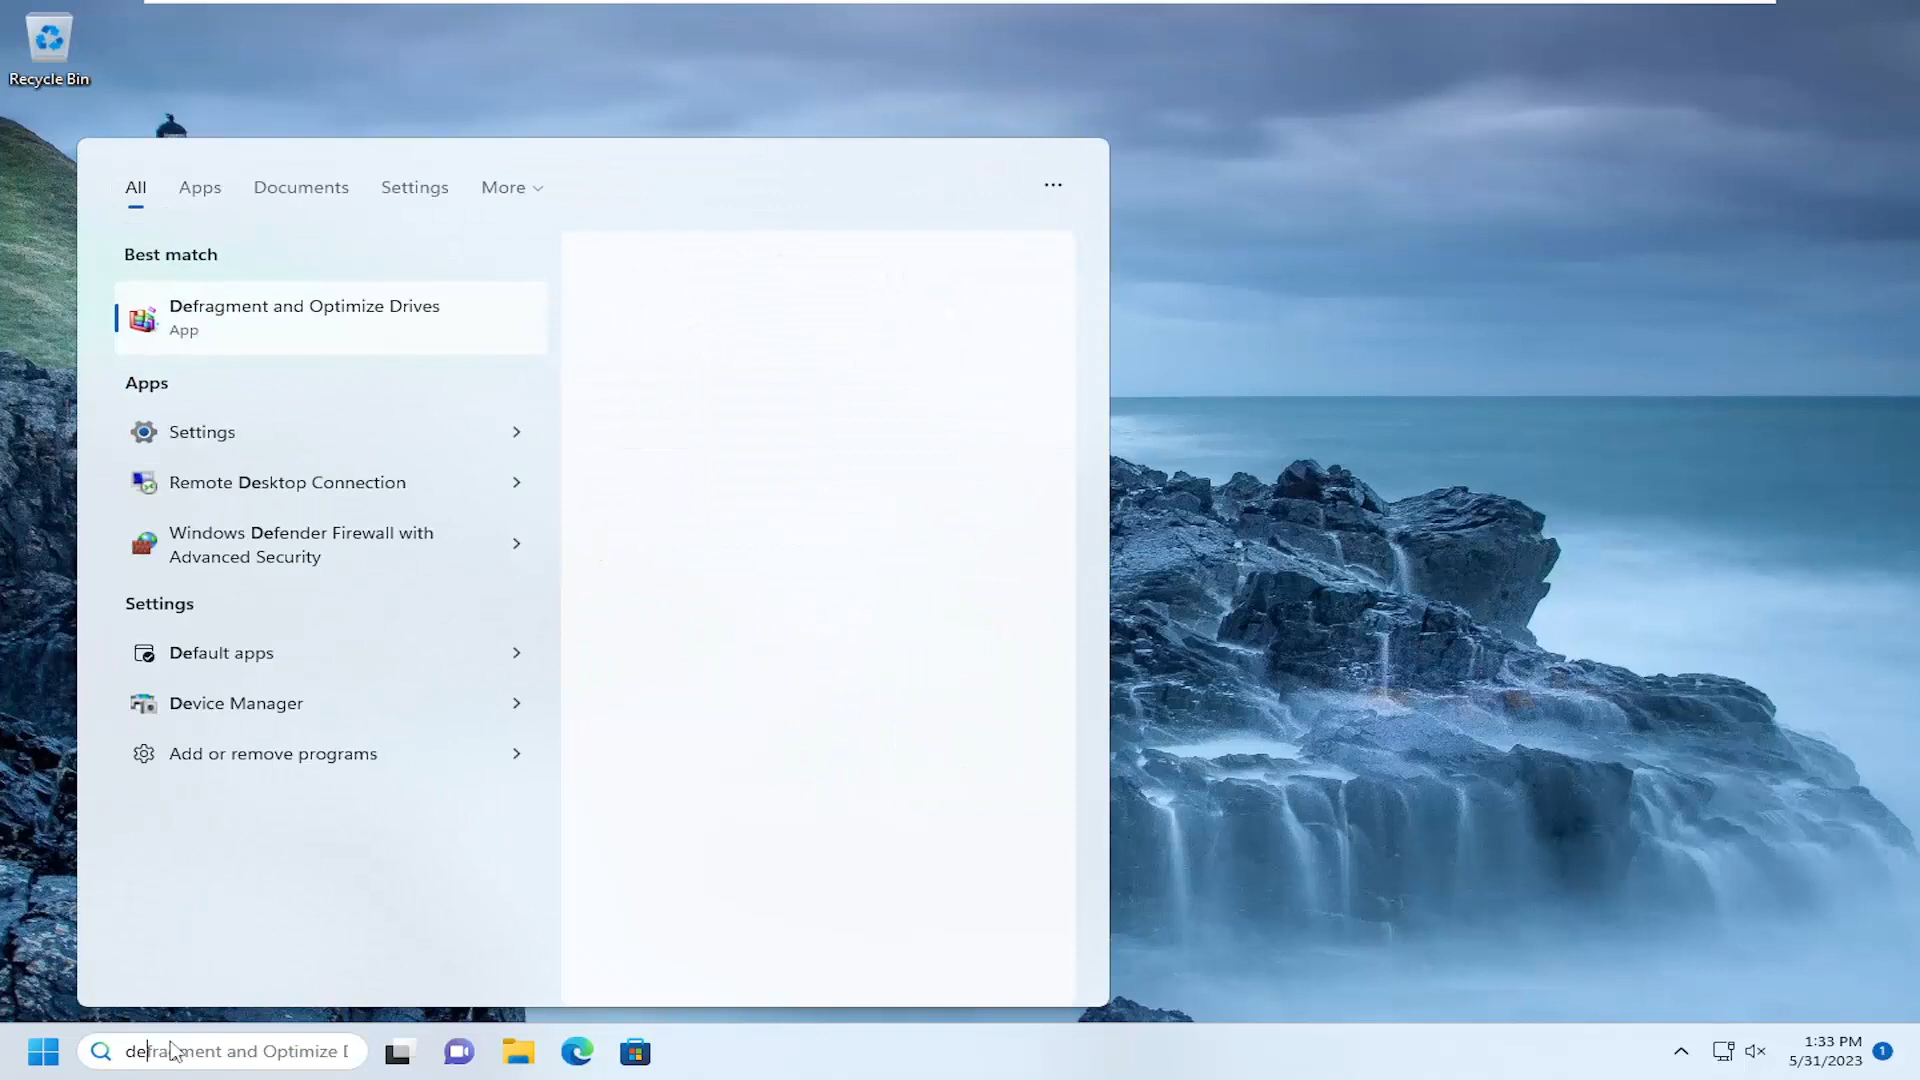 Recycle Bin
All Apps Documents Settings More
Best match
Defragment and Optimize Drives
App
Apps
Settings
Remote Desktop Connection
Windows Defender Firewall with
Advanced Security
Settings
Default apps
Device Manager
Add or remove programs
defragment and Optimize
1:33 PM
5/31/2023
1